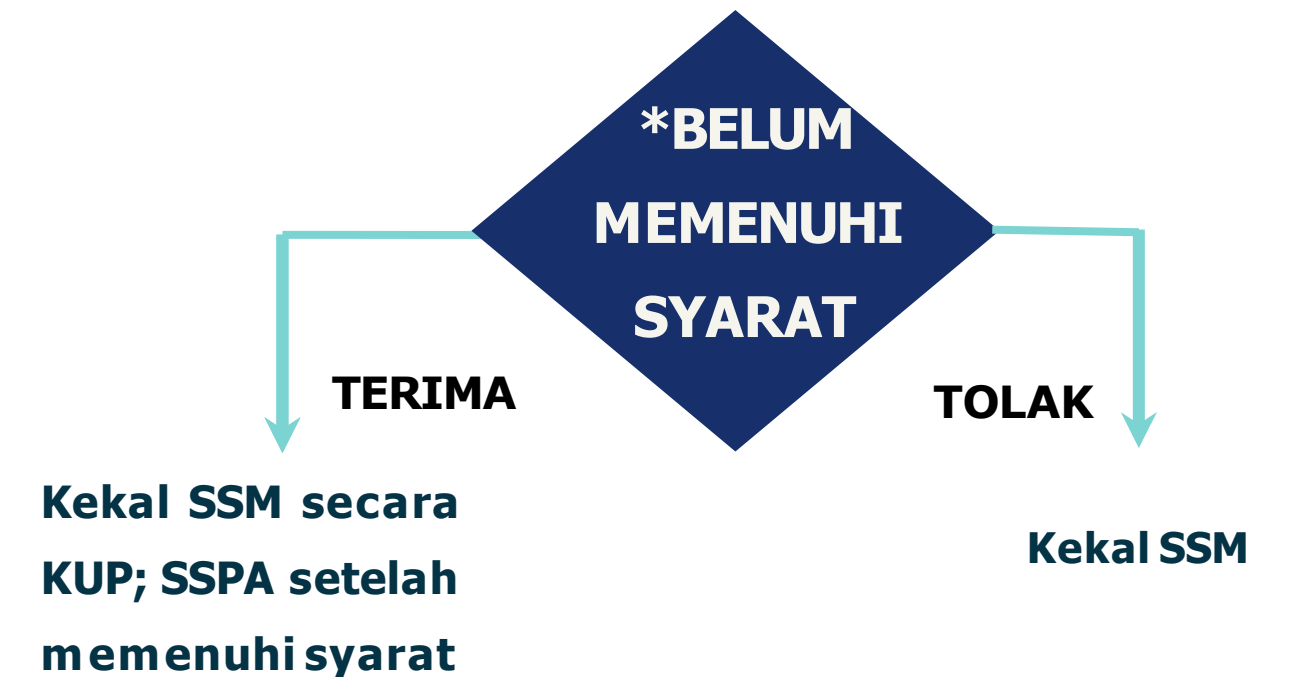 *BELUM
MEMENUHI
SYARAT
TERIMA
TOLAK
Kekal SSM secara
KUP; SSPA setelah
memenuhi syarat
Kekal SSM